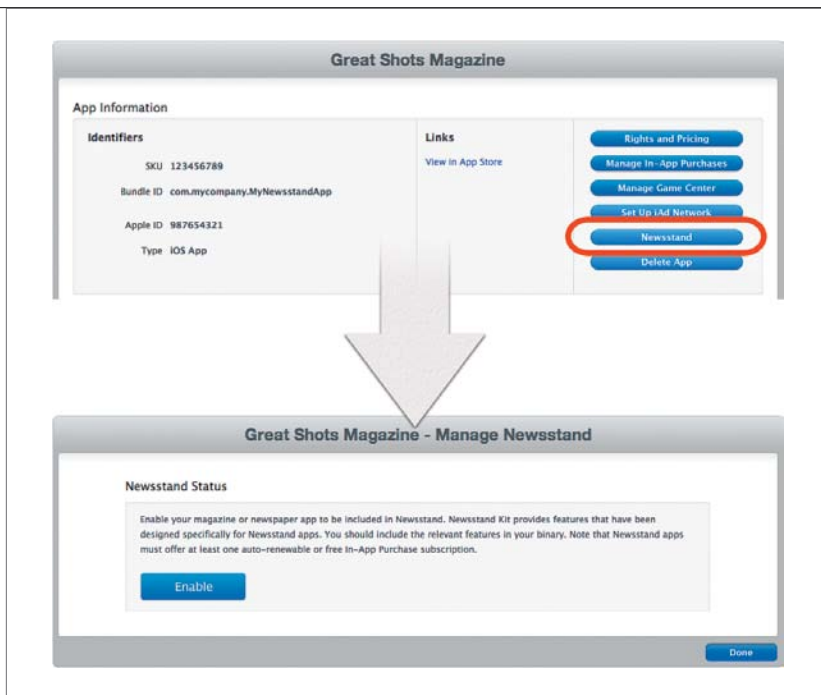 Great Shots Magazine
App Information
Identifiers
SKU 123456789
Bundle ID com.mycompany.MyNewsstandApp
Apple ID 987654321
Type iOS App
Links
View in App Store
Rights and Pricing
Manage In-App Purchases
Manage Game Center
Set Up iAd Network
Newsstand
Delete App
Great Shots Magazine - Manage Newsstand
Newsstand Status
Enable your magazine or newspaper app to be included in Newsstand. Newsstand Kit provides features that have been
designed specifically for Newsstand apps. You should include the relevant features in your binary. Note that Newsstand apps
must offer at least one auto-renewable or free In-App Purchase subscription.
Enable
Done